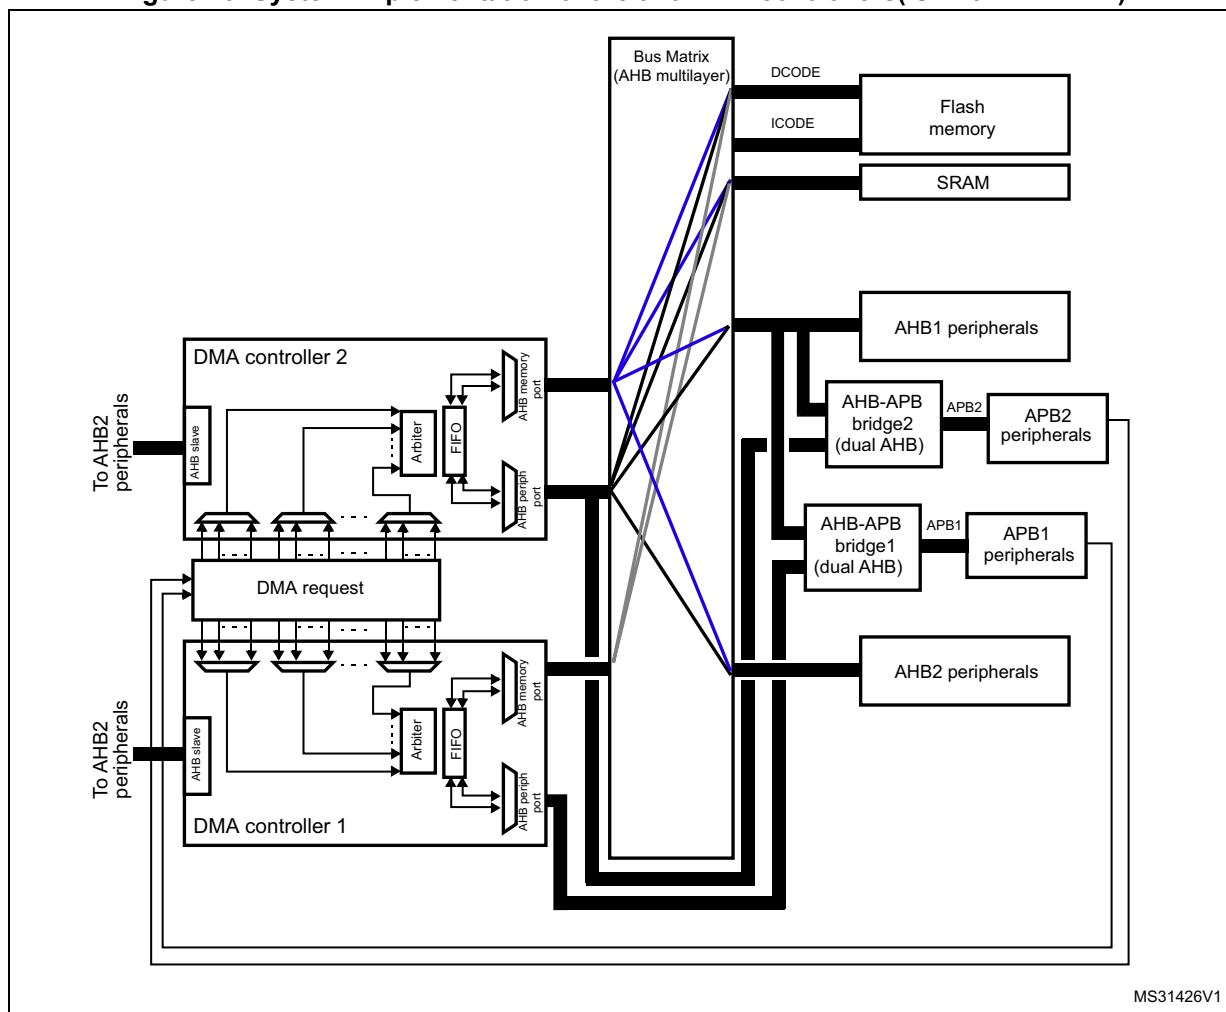 Bus Matrix
(AHB multilayer)
DCODE
ICODE
Flash
memory
SRAM
AHB1 peripherals
AHB-APB
bridge2
(dual AHB)
APB2
APB2
peripherals
AHB-APB
bridge1
(dual AHB)
APB1
APB1
peripherals
AHB2 peripherals
DMA controller 2
To AHB2
peripherals
AHB slave
Arbiter
FIFO
AHB memory
port
AHB periph
port
DMA request
To AHB2
peripherals
AHB slave
Arbiter
FIFO
AHB memory
port
AHB periph
port
DMA controller 1
MS31426V1